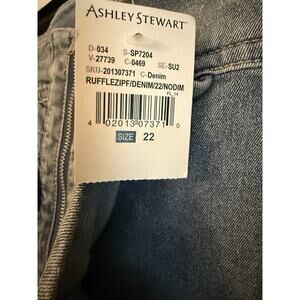 ASHLEY STEWART
D-034 S-SP7204
V-27739 C-0469 SE-SU2
SKU-201307371 C-Denim
RUFFLEZIPF/DENIM/22/NODIM
PL_14
4 02013 07371 0
SIZE 22